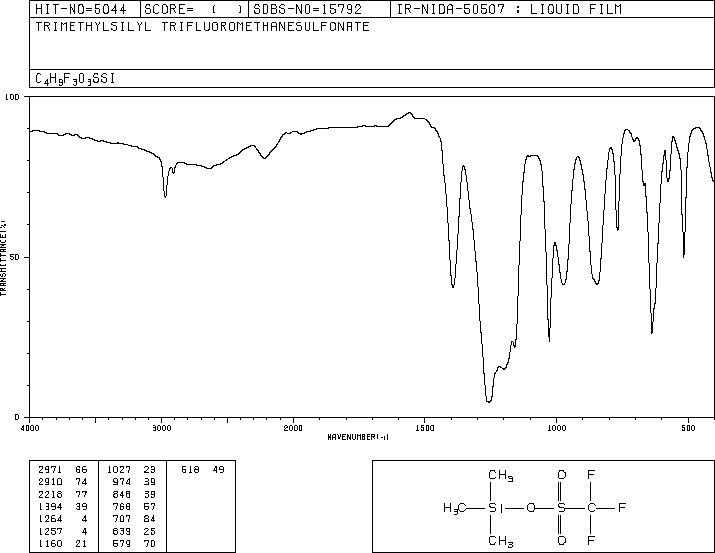 HIT-NO=5044 SCORE= ( ) SDBS-NO=15792 IR-NIDA-50507 : LIQUID FILM
TRIMETHYLSILYL TRIFLUOROMETHANESULFONATE
C4H9F3O3SSI
100
50
0
TRANSMITTANCE(%)
4000 3000 2000 1500 1000 500
WAVENUMBER(-1)
2971 66 1027 23 518 49
2910 74 974 39
2218 77 848 39
1394 39 768 57
1264 4 707 84
1257 4 639 25
1160 21 579 70
CH3 O F
H3C SI O S C F
CH3 O F